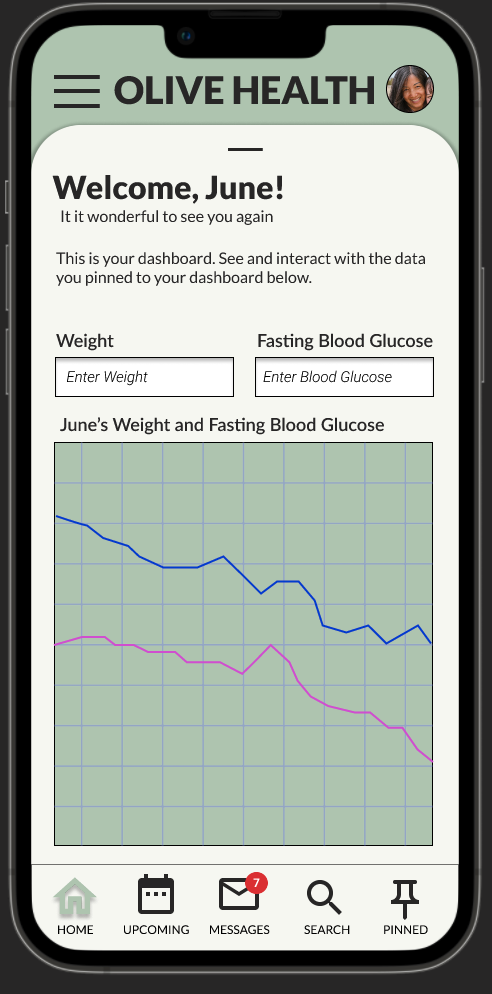 OLIVE HEALTH
Welcome, June!
It it wonderful to see you again
This is your dashboard. See and interact with the data
you pinned to your dashboard below.
Weight
Fasting Blood Glucose
Enter Weight
Enter Blood Glucose
June's Weight and Fasting Blood Glucose
7
HOME
UPCOMING
MESSAGES
SEARCH
PINNED